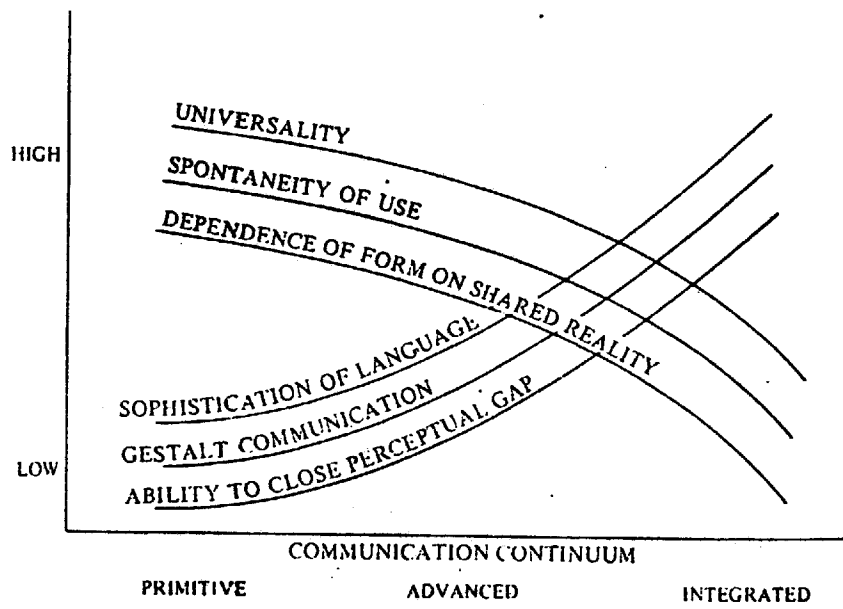 UNIVERSALITY
HIGH
SPONTANEITY OF USE
DEPENDENCE OF FORM ON SHARED REALITY
SOPHISTICATION OF LANGUAGE
GESTALT COMMUNICATION
LOW
ABILITY TO CLOSE PERCEPTUAL GAP
COMMUNICATION CONTINUUM
PRIMITIVE ADVANCED INTEGRATED